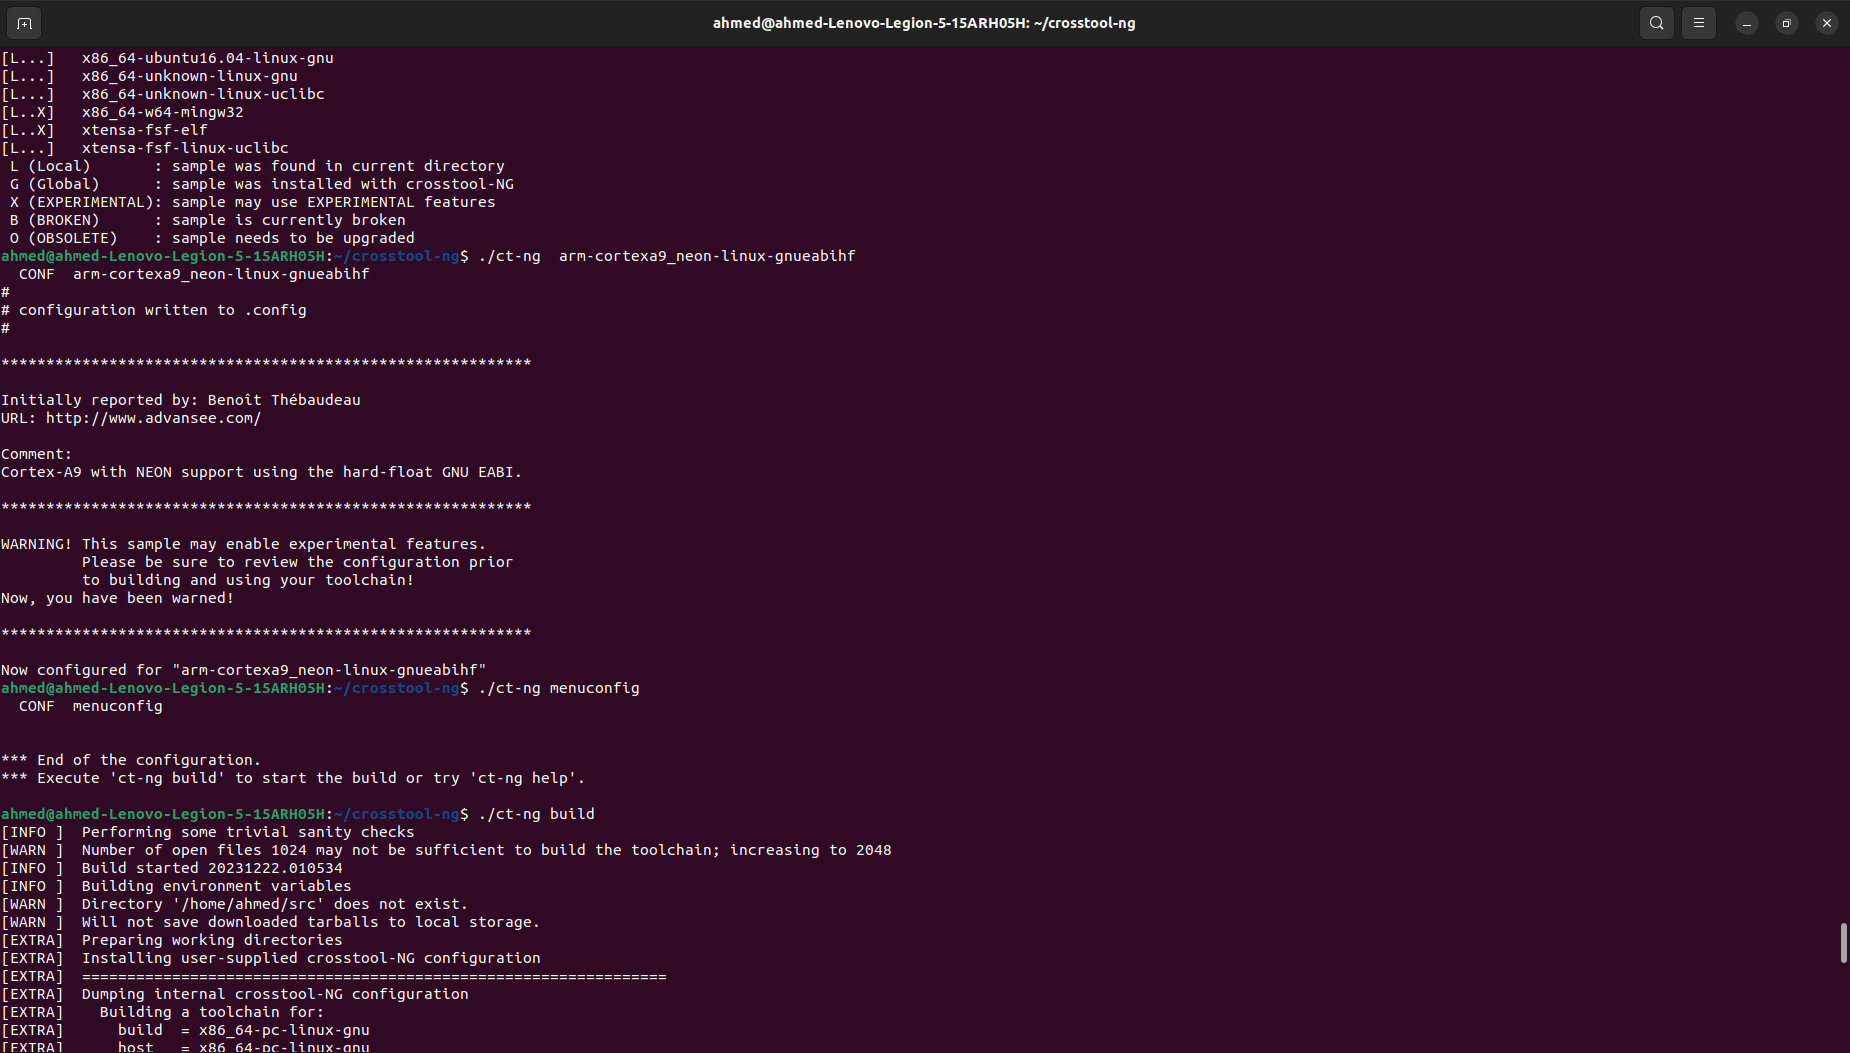 ahmed@ahmed-Lenovo-Legion-5-15ARH05H: ~/crosstool-ng
[L...]   x86_64-ubuntu16.04-linux-gnu
[L...]   x86_64-unknown-linux-gnu
[L...]   x86_64-unknown-linux-uclibc
[L..X]   x86_64-w64-mingw32
[L..X]   xtensa-fsf-elf
[L...]   xtensa-fsf-linux-uclibc
 L (Local)       : sample was found in current directory
 G (Global)      : sample was installed with crosstool-NG
 X (EXPERIMENTAL): sample may use EXPERIMENTAL features
 B (BROKEN)      : sample is currently broken
 O (OBSOLETE)    : sample needs to be upgraded
ahmed@ahmed-Lenovo-Legion-5-15ARH05H:~/crosstool-ng$ ./ct-ng  arm-cortexa9_neon-linux-gnueabihf
  CONF  arm-cortexa9_neon-linux-gnueabihf
#
# configuration written to .config
#
***********************************************************
Initially reported by: Benoît Thébaudeau
URL: http://www.advansee.com/
Comment:
Cortex-A9 with NEON support using the hard-float GNU EABI.
***********************************************************
WARNING! This sample may enable experimental features.
         Please be sure to review the configuration prior
         to building and using your toolchain!
Now, you have been warned!
***********************************************************
Now configured for "arm-cortexa9_neon-linux-gnueabihf"
ahmed@ahmed-Lenovo-Legion-5-15ARH05H:~/crosstool-ng$ ./ct-ng menuconfig
  CONF  menuconfig
*** End of the configuration.
*** Execute 'ct-ng build' to start the build or try 'ct-ng help'.
ahmed@ahmed-Lenovo-Legion-5-15ARH05H:~/crosstool-ng$ ./ct-ng build
[INFO ]  Performing some trivial sanity checks
[WARN ]  Number of open files 1024 may not be sufficient to build the toolchain; increasing to 2048
[INFO ]  Build started 20231222.010534
[INFO ]  Building environment variables
[WARN ]  Directory '/home/ahmed/src' does not exist.
[WARN ]  Will not save downloaded tarballs to local storage.
[EXTRA]  Preparing working directories
[EXTRA]  Installing user-supplied crosstool-NG configuration
[EXTRA]  =================================================================
[EXTRA]  Dumping internal crosstool-NG configuration
[EXTRA]    Building a toolchain for:
[EXTRA]      build  = x86_64-pc-linux-gnu
[EXTRA]      host   = x86_64-pc-linux-gnu